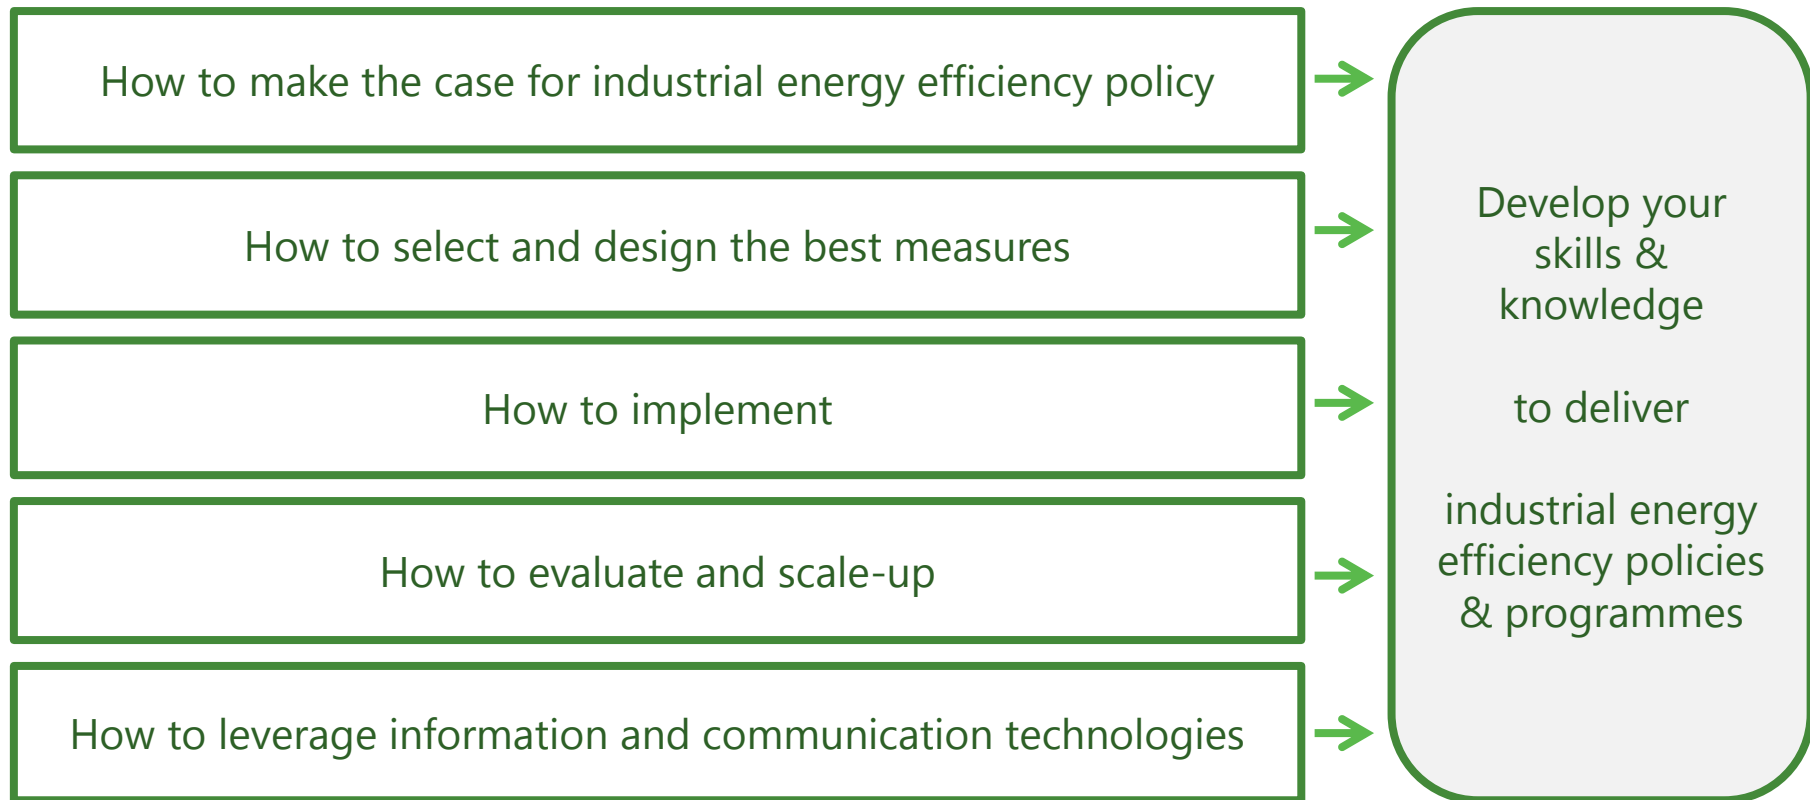 How to make the case for industrial energy efficiency policy
How to select and design the best measures
How to implement
How to evaluate and scale-up
How to leverage information and communication technologies
Develop your
skills &
knowledge
to deliver
industrial energy
efficiency policies
& programmes